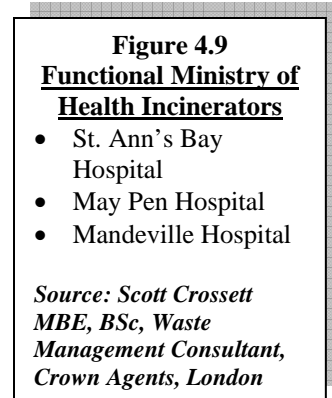 Figure 4.9
Functional Ministry of
Health Incinerators
• St. Ann’s Bay
Hospital
• May Pen Hospital
• Mandeville Hospital
Source: Scott Crossett
MBE, BSc, Waste
Management Consultant,
Crown Agents, London